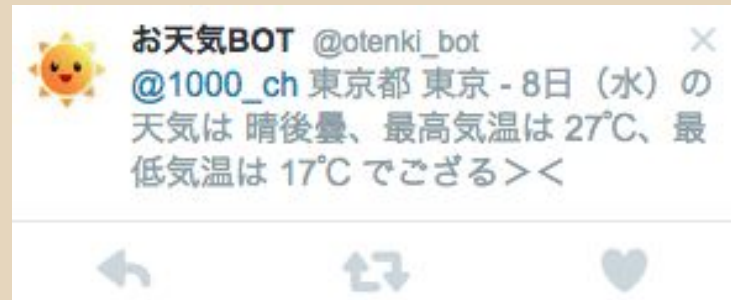 お天気BOT @otenki_bot
@1000_ch 東京都 東京 - 8日（水）の
天気は 晴後曇、最高気温は 27℃、最
低気温は 17℃ でござる＞＜